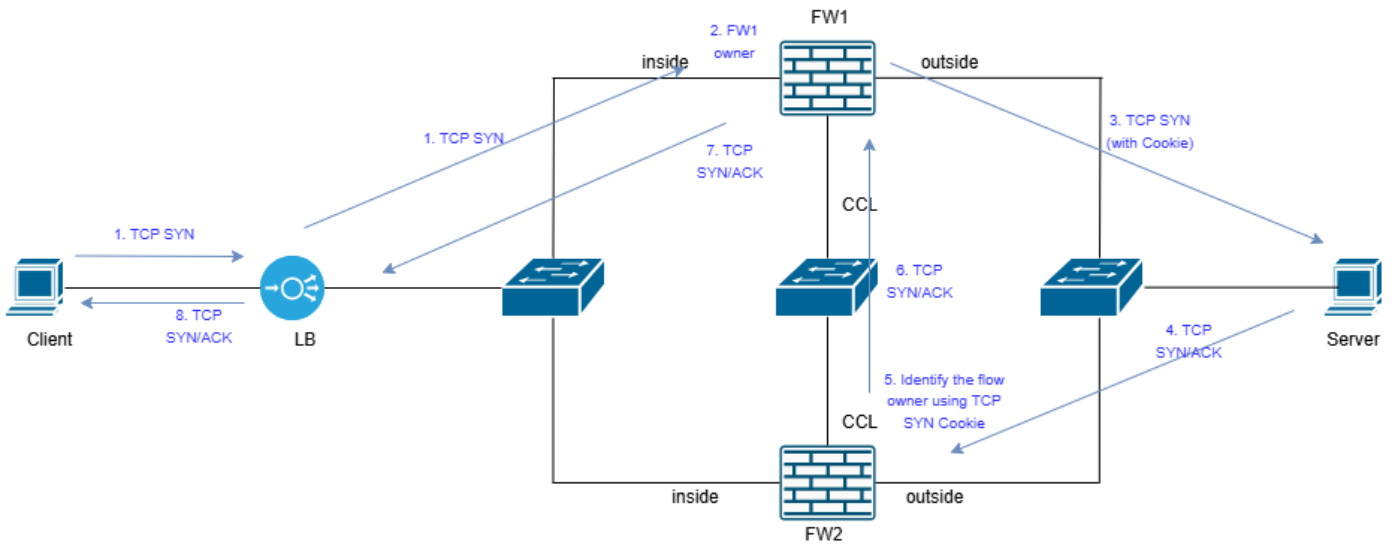 FW1
2. FW1
owner
inside
outside
1. TCP SYN
7. TCP
SYN/ACK
3. TCP SYN
(with Cookie)
CCL
1. TCP SYN
6. TCP
SYN/ACK
8. TCP
SYN/ACK
Client
LB
4. TCP
SYN/ACK
Server
5. Identify the flow
owner using TCP
SYN Cookie
CCL
inside
outside
FW2